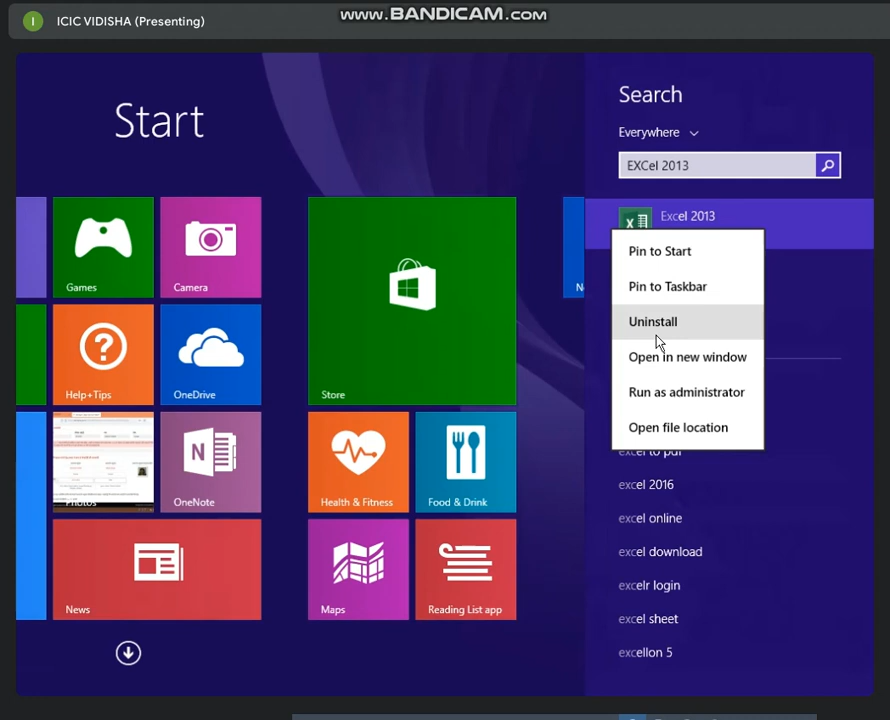 www.BANDICAM.com
I ICIC VIDISHA (Presenting)
Start
Games
Camera
Help+Tips
OneDrive
Store
Photos
OneNote
Health & Fitness
Food & Drink
News
Maps
Reading List app
Search
Everywhere
EXCel 2013
Excel 2013
Pin to Start
Pin to Taskbar
Uninstall
Open in new window
Run as administrator
Open file location
excel to pdf
excel 2016
excel online
excel download
excelr login
excel sheet
excellon 5